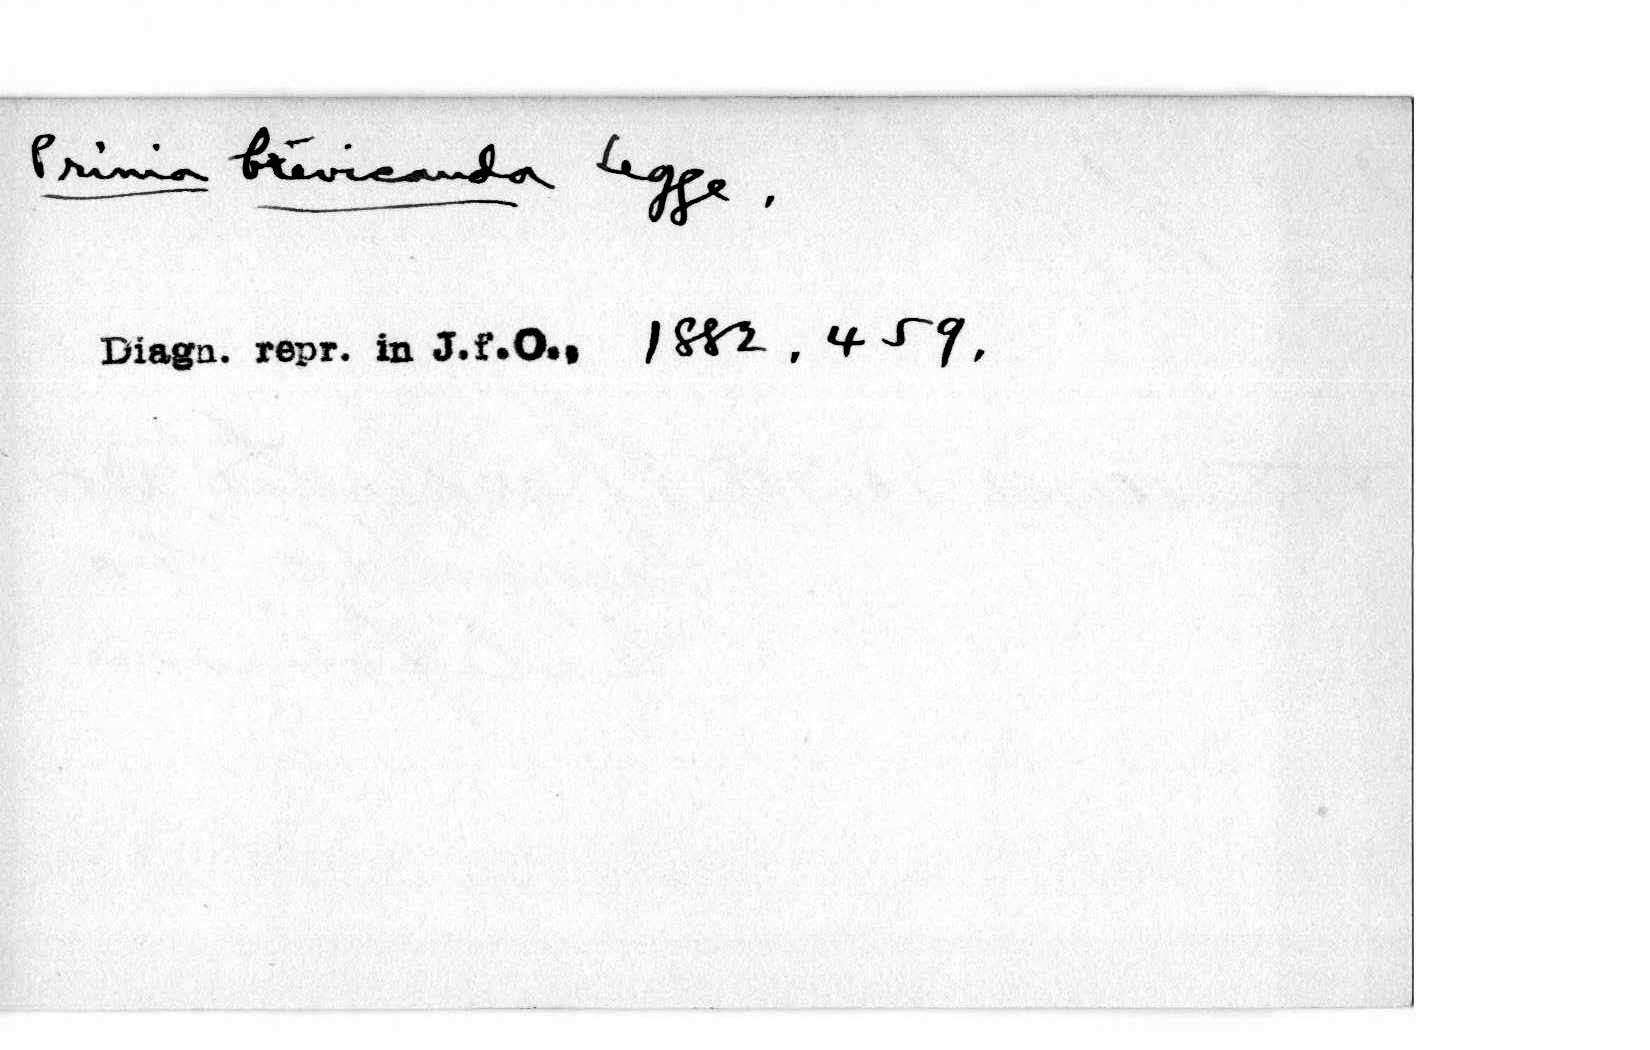 Prinia brevicauda Legge.
Diagn. repr. in J.f.O., 1882, 459,